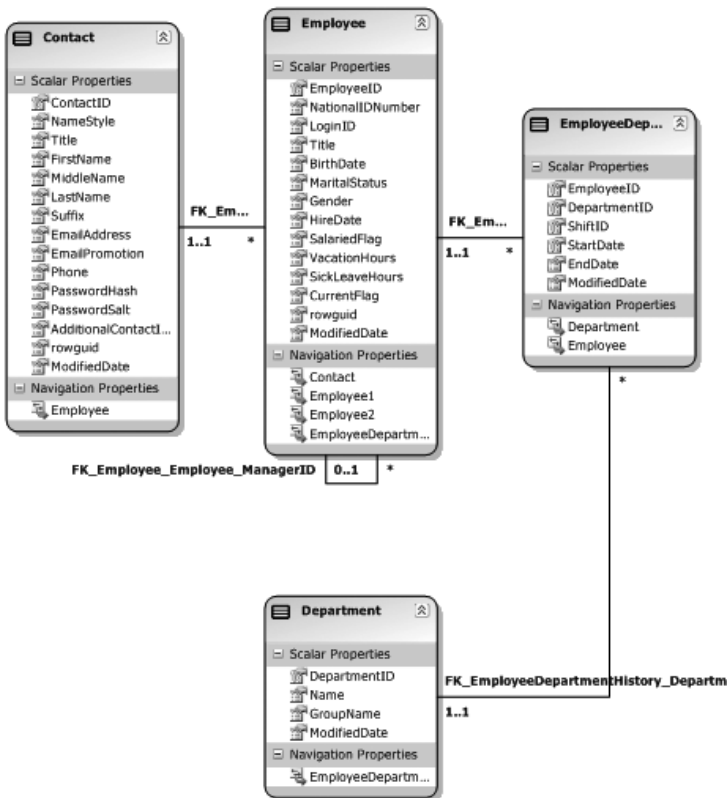 Contact
Scalar Properties
ContactID
NameStyle
Title
FirstName
MiddleName
LastName
Suffix
EmailAddress
EmailPromotion
Phone
PasswordHash
PasswordSalt
AdditionalContactI...
rowguid
ModifiedDate
Navigation Properties
Employee
FK_Em...
1..1 *
Employee
Scalar Properties
EmployeeID
NationalIDNumber
LoginID
Title
BirthDate
MaritalStatus
Gender
HireDate
SalariedFlag
VacationHours
SickLeaveHours
CurrentFlag
rowguid
ModifiedDate
Navigation Properties
Contact
Employee1
Employee2
EmployeeDepartm...
FK_Employee_Employee_ManagerID
0..1 *
FK_Em...
1..1 *
EmployeeDep...
Scalar Properties
EmployeeID
DepartmentID
ShiftID
StartDate
EndDate
ModifiedDate
Navigation Properties
Department
Employee
*
Department
Scalar Properties
DepartmentID
Name
GroupName
ModifiedDate
Navigation Properties
EmployeeDepartm...
FK_EmployeeDepartmentHistory_Departm
1..1